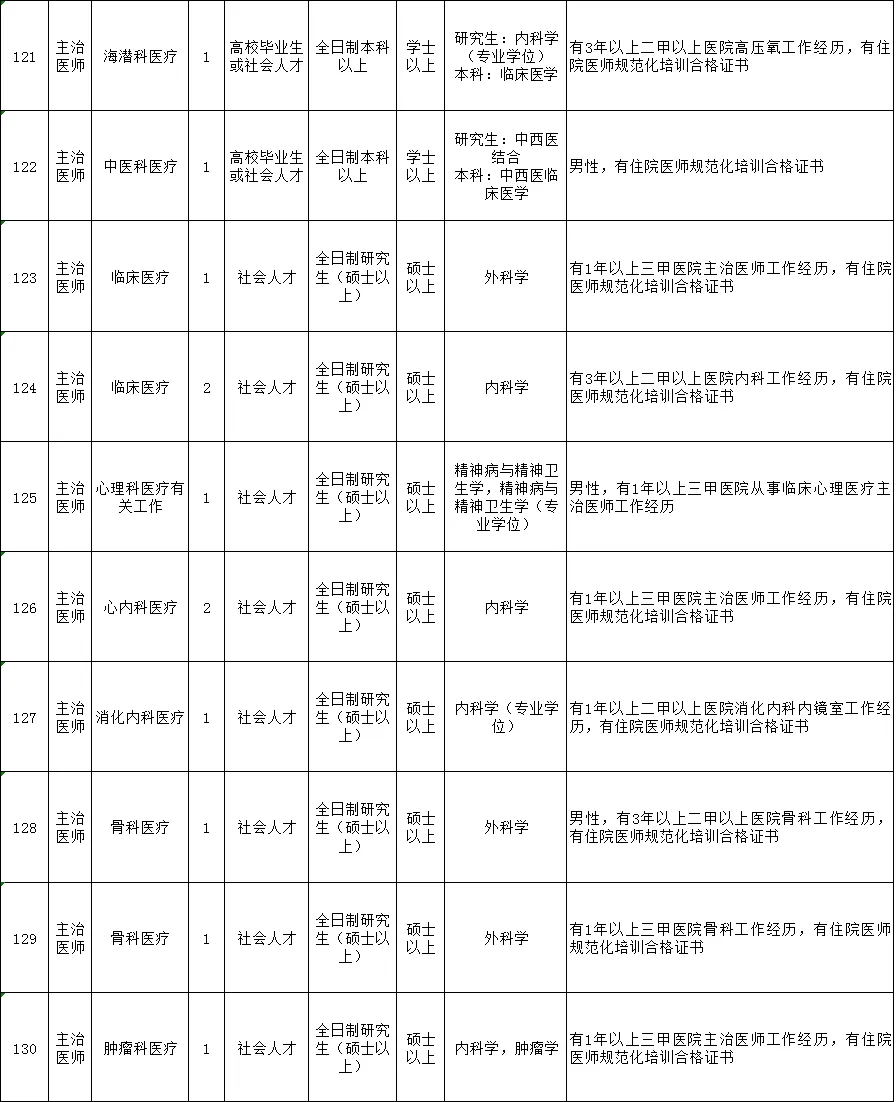 121
主治
医师
海潜科医疗
1
高校毕业生
或社会人才
全日制本科
以上
学士
以上
研究生：内科学
（专业学位）
本科：临床医学
有3年以上二甲以上医院高压氧工作经历，有住
院医师规范化培训合格证书
122
主治
医师
中医科医疗
1
高校毕业生
或社会人才
全日制本科
以上
学士
以上
研究生：中西医
结合
本科：中西医临
床医学
男性，有住院医师规范化培训合格证书
123
主治
医师
临床医疗
1
社会人才
全日制研究
生（硕士以
上）
硕士
以上
外科学
有1年以上三甲医院主治医师工作经历，有住院
医师规范化培训合格证书
124
主治
医师
临床医疗
2
社会人才
全日制研究
生（硕士以
上）
硕士
以上
内科学
有3年以上二甲以上医院内科工作经历，有住院
医师规范化培训合格证书
125
主治
医师
心理科医疗有
关工作
1
社会人才
全日制研究
生（硕士以
上）
硕士
以上
精神病与精神卫
生学，精神病与
精神卫生学（专
业学位）
男性，有1年以上三甲医院从事临床心理医疗主
治医师工作经历
126
主治
医师
心内科医疗
2
社会人才
全日制研究
生（硕士以
上）
硕士
以上
内科学
有1年以上三甲医院主治医师工作经历，有住院
医师规范化培训合格证书
127
主治
医师
消化内科医疗
1
社会人才
全日制研究
生（硕士以
上）
硕士
以上
内科学（专业学
位）
有1年以上二甲以上医院消化内科内镜室工作经
历，有住院医师规范化培训合格证书
128
主治
医师
骨科医疗
1
社会人才
全日制研究
生（硕士以
上）
硕士
以上
外科学
男性，有3年以上二甲以上医院骨科工作经历，
有住院医师规范化培训合格证书
129
主治
医师
骨科医疗
1
社会人才
全日制研究
生（硕士以
上）
硕士
以上
外科学
有1年以上三甲医院骨科工作经历，有住院医师
规范化培训合格证书
130
主治
医师
肿瘤科医疗
1
社会人才
全日制研究
生（硕士以
上）
硕士
以上
内科学，肿瘤学
有1年以上三甲医院主治医师工作经历，有住院
医师规范化培训合格证书